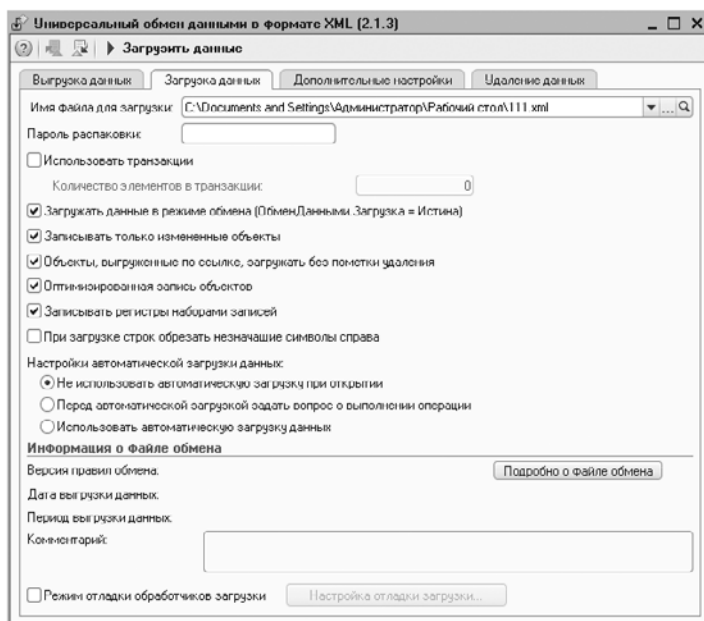 Универсальный обмен данными в формате XML (2.1.3)
Загрузить данные
Выгрузка данных Загрузка данных Дополнительные настройки Удаление данных
Имя файла для загрузки: C:\Documents and Settings\Администратор\Рабочий стол\111.xml ...
Пароль распаковки:
Использовать транзакции
Количество элементов в транзакции: 0
Загружать данные в режиме обмена (ОбменДанными.Загрузка = Истина)
Записывать только измененные объекты
Объекты, выгруженные по ссылке, загружать без пометки удаления
Оптимизированная запись объектов
Записывать регистры наборами записей
При загрузке строк обрезать незначащие символы справа
Настройки автоматической загрузки данных:
Не использовать автоматическую загрузку при открытии
Перед автоматической загрузкой задать вопрос о выполнении операции
Использовать автоматическую загрузку данных
Информация о файле обмена
Версия правил обмена: Подробно о файле обмена
Дата выгрузки данных:
Период выгрузки данных:
Комментарий:
Режим отладки обработчиков загрузки Настройка отладки загрузки...